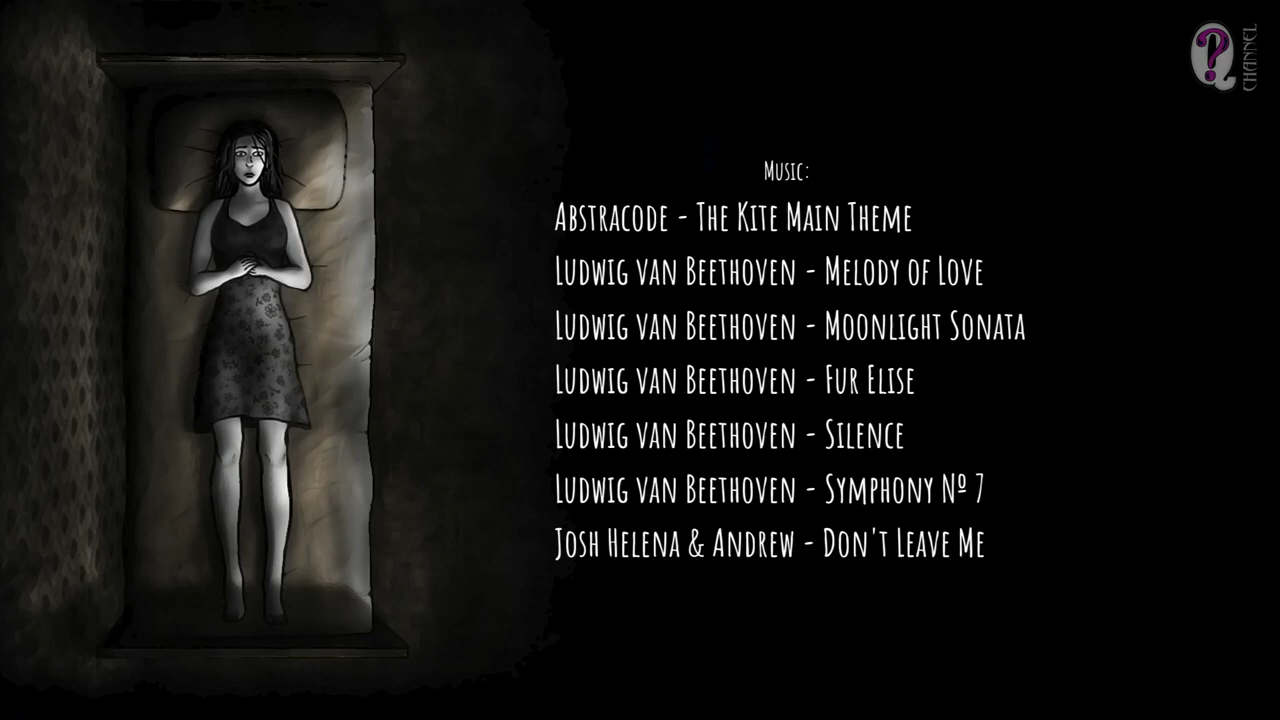 ? CHANNEL
Music:
Abstracode - The Kite Main Theme
Ludwig van Beethoven - Melody of Love
Ludwig van Beethoven - Moonlight Sonata
Ludwig van Beethoven - Fur Elise
Ludwig van Beethoven - Silence
Ludwig van Beethoven - Symphony Nº 7
Josh Helena & Andrew - Don't Leave Me